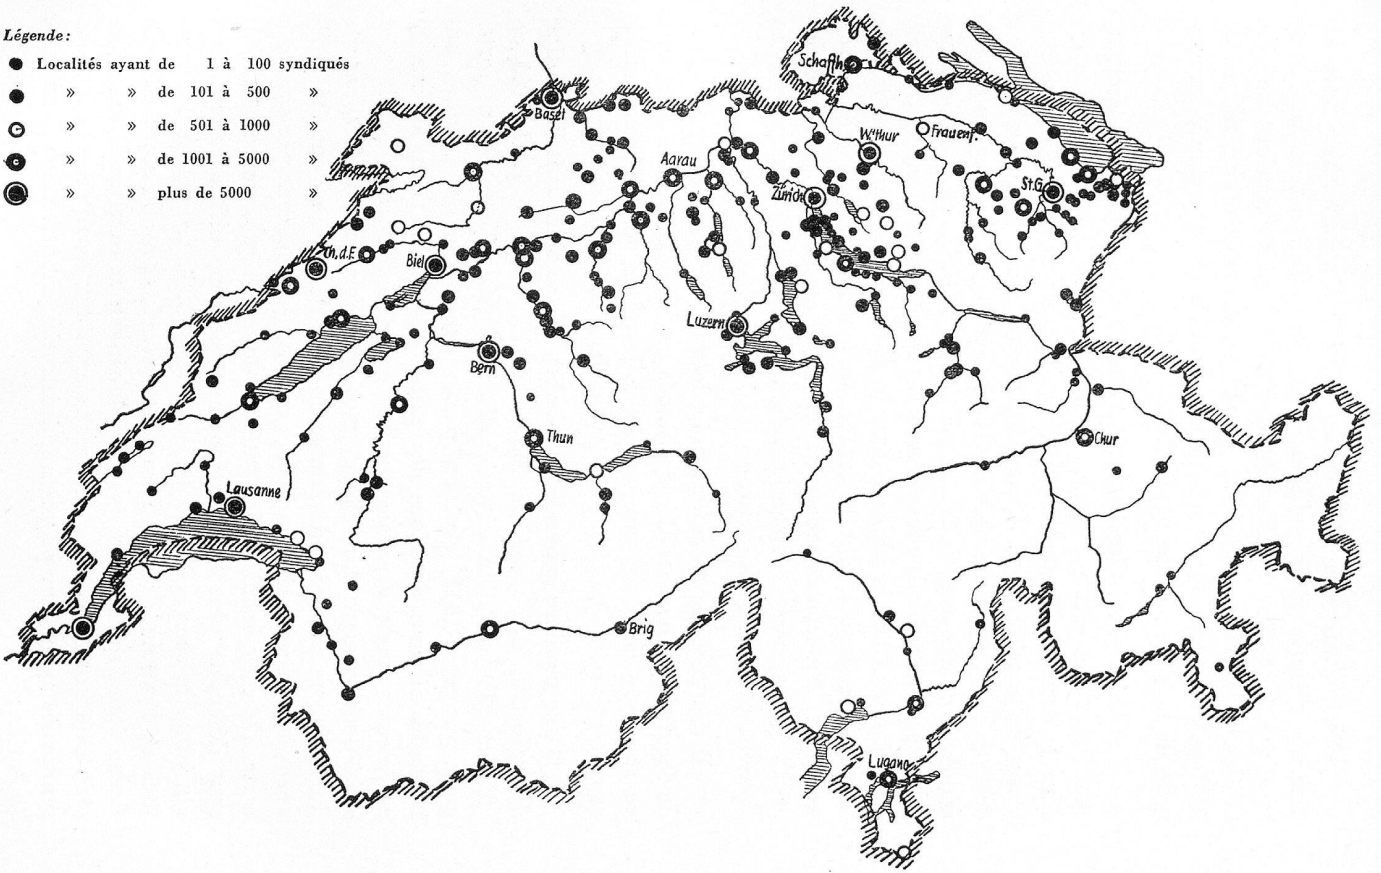 Légende:
Localités ayant de 1 à 100 syndiqués
» » de 101 à 500 »
» » de 501 à 1000 »
» » de 1001 à 5000 »
» » plus de 5000 »
Schaffh.
Basel
W'thur
Frauenf.
Aarau
Zürich
St.G.
Ch.d.F.
Biel
Luzern
Bern
Thun
Chur
Lausanne
Brig
Lugano